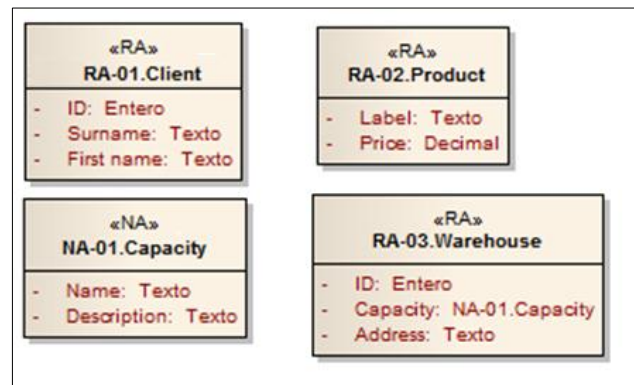 «RA»
RA-01.Client
- ID: Entero
- Surname: Texto
- First name: Texto
«RA»
RA-02.Product
- Label: Texto
- Price: Decimal
«NA»
NA-01.Capacity
- Name: Texto
- Description: Texto
«RA»
RA-03.Warehouse
- ID: Entero
- Capacity: NA-01.Capacity
- Address: Texto